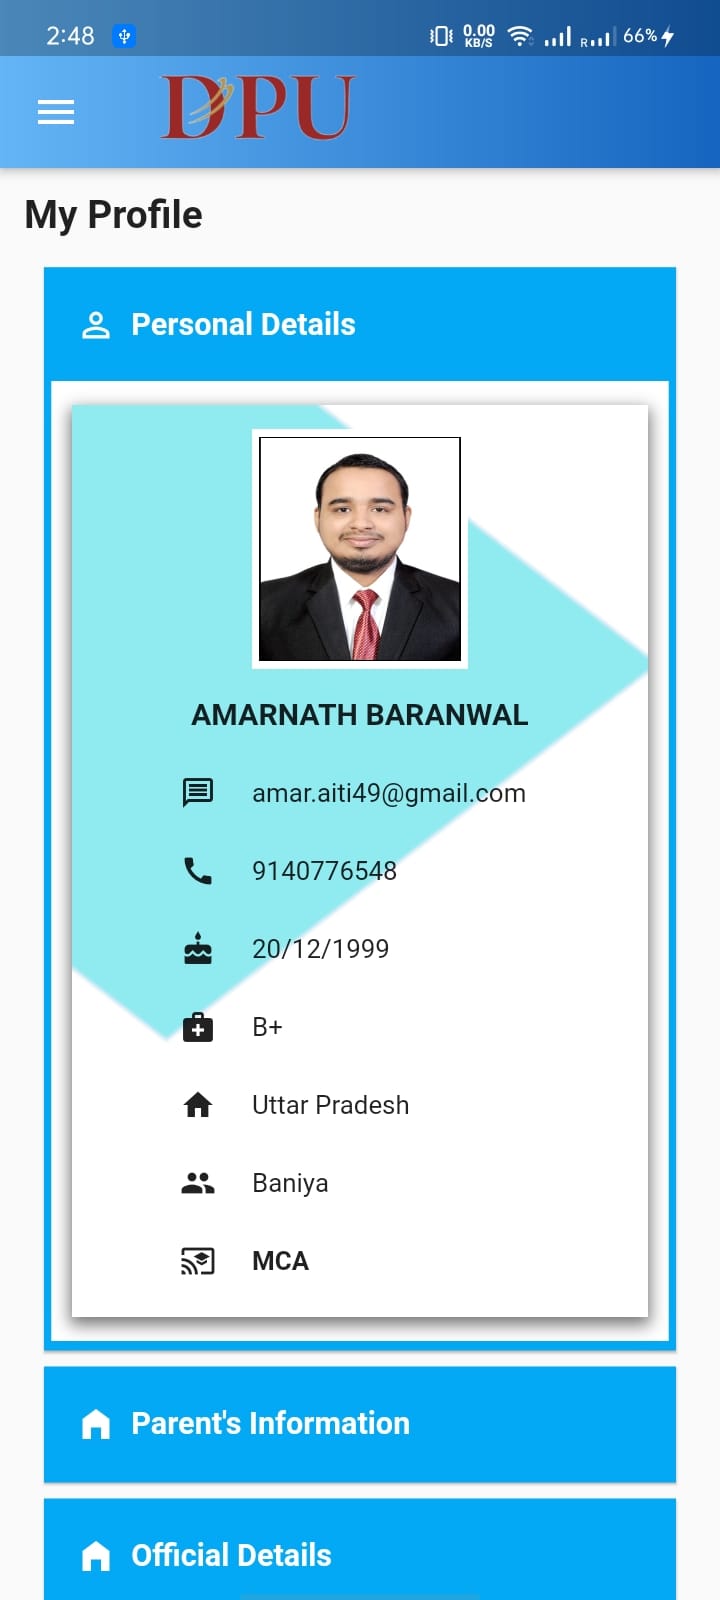 2:48 0.00 KB/S R 66%
DPU
My Profile
Personal Details
AMARNATH BARANWAL
amar.aiti49@gmail.com
9140776548
20/12/1999
B+
Uttar Pradesh
Baniya
MCA
Parent's Information
Official Details